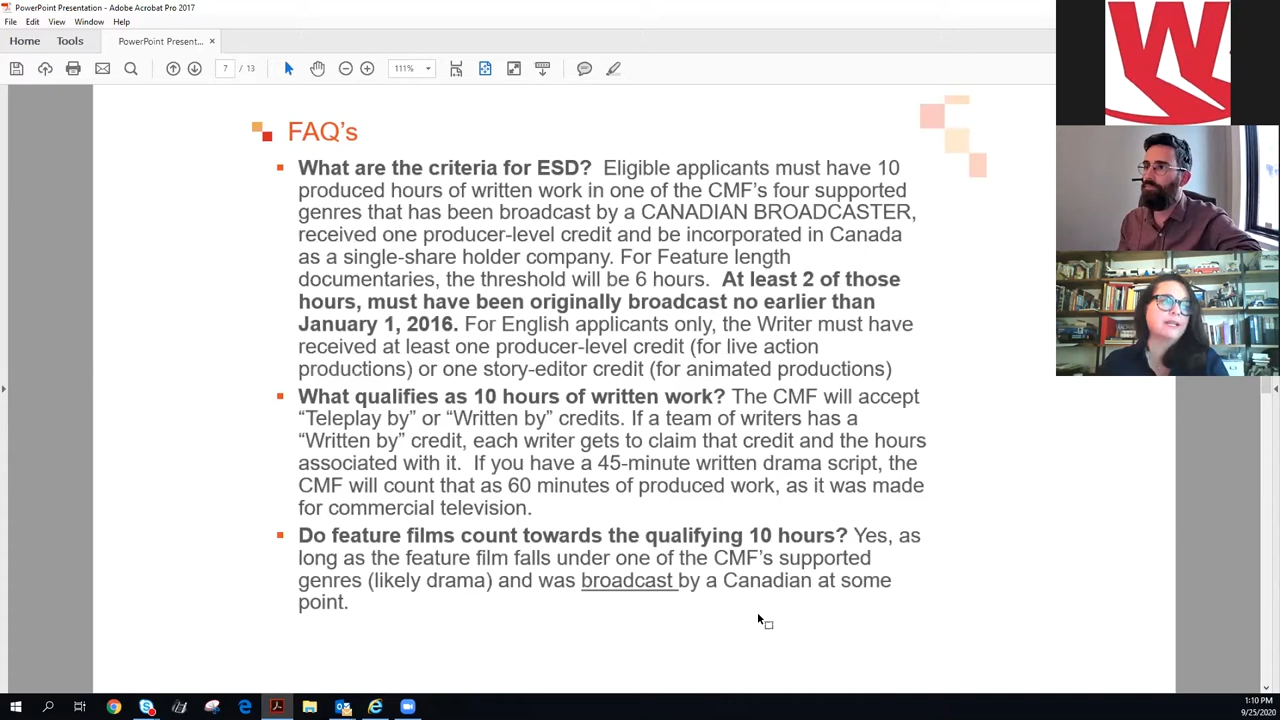 PowerPoint Presentation - Adobe Acrobat Pro 2017
File Edit View Window Help
Home Tools PowerPoint Present... ×
7 / 13 111%
FAQ's
What are the criteria for ESD? Eligible applicants must have 10
produced hours of written work in one of the CMF's four supported
genres that has been broadcast by a CANADIAN BROADCASTER,
received one producer-level credit and be incorporated in Canada
as a single-share holder company. For Feature length
documentaries, the threshold will be 6 hours. At least 2 of those
hours, must have been originally broadcast no earlier than
January 1, 2016. For English applicants only, the Writer must have
received at least one producer-level credit (for live action
productions) or one story-editor credit (for animated productions)
What qualifies as 10 hours of written work? The CMF will accept
“Teleplay by” or “Written by” credits. If a team of writers has a
“Written by” credit, each writer gets to claim that credit and the hours
associated with it. If you have a 45-minute written drama script, the
CMF will count that as 60 minutes of produced work, as it was made
for commercial television.
Do feature films count towards the qualifying 10 hours? Yes, as
long as the feature film falls under one of the CMF's supported
genres (likely drama) and was broadcast by a Canadian at some
point.
1:10 PM
9/25/2020